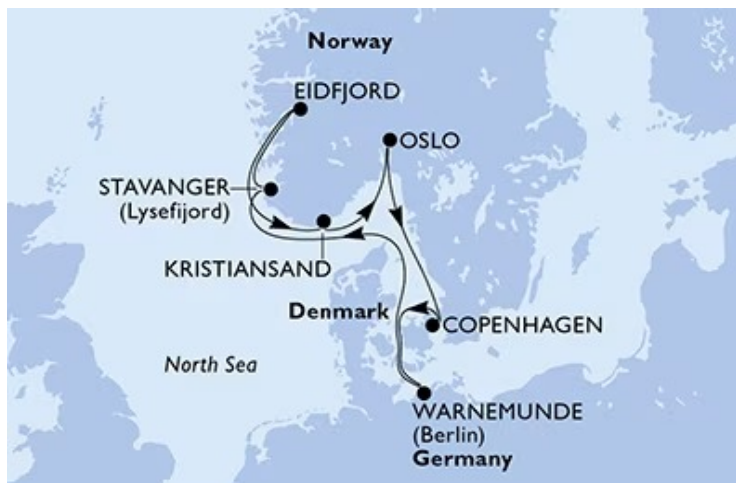 Norway
EIDFJORD
OSLO
STAVANGER
(Lysefijord)
KRISTIANSAND
Denmark
COPENHAGEN
North Sea
WARNEMUNDE
(Berlin)
Germany